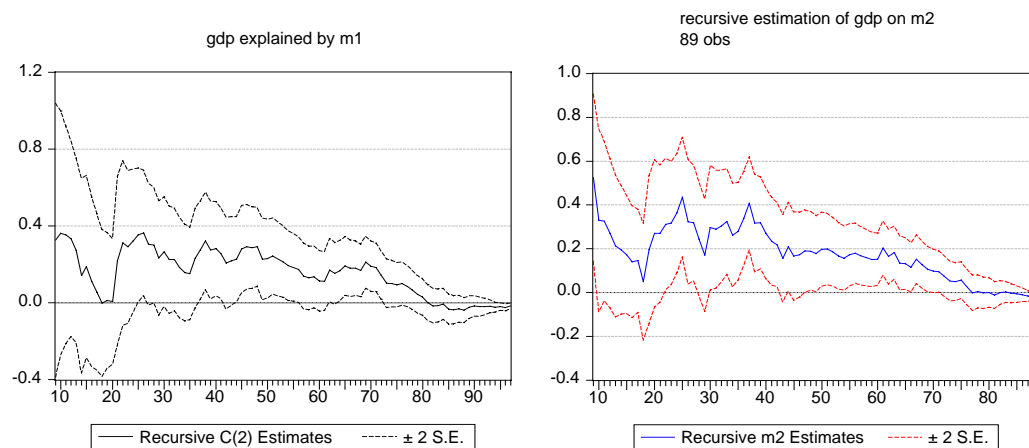 gdp explained by m1
1.2
0.8
0.4
0.0
-0.4
10 20 30 40 50 60 70 80 90
Recursive C(2) Estimates ± 2 S.E.
recursive estimation of gdp on m2
89 obs
1.0
0.8
0.6
0.4
0.2
0.0
-0.2
-0.4
10 20 30 40 50 60 70 80
Recursive m2 Estimates ± 2 S.E.